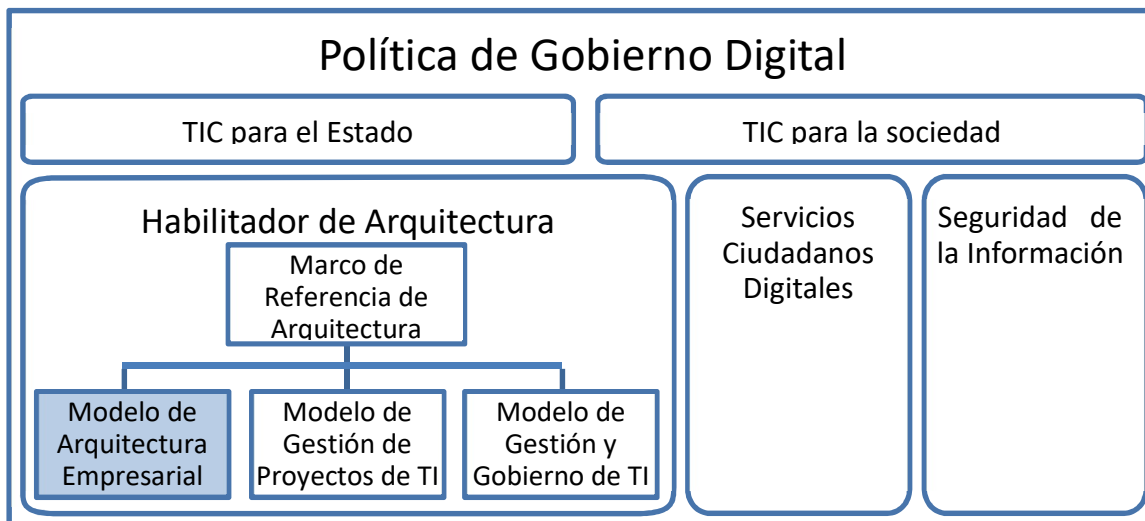 Política de Gobierno Digital
TIC para el Estado
TIC para la sociedad
Habilitador de Arquitectura
Marco de
Referencia de
Arquitectura
Modelo de
Arquitectura
Empresarial
Modelo de
Gestión de
Proyectos de TI
Modelo de
Gestión y
Gobierno de TI
Servicios
Ciudadanos
Digitales
Seguridad de
la Información